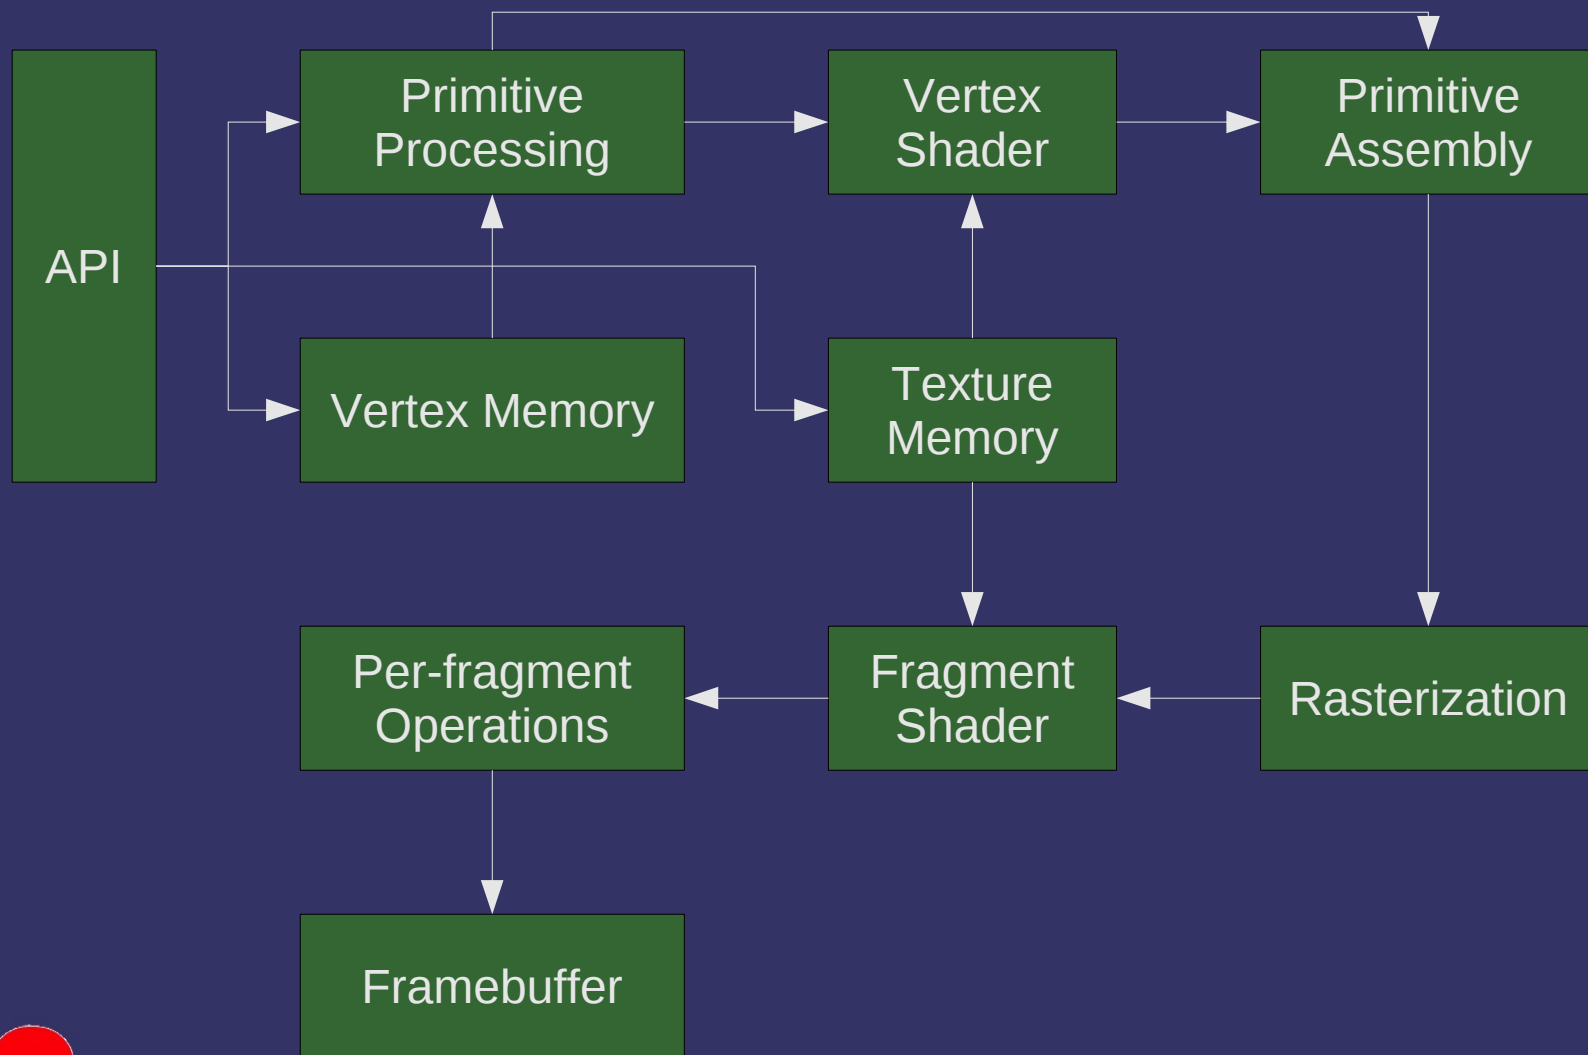 Primitive
Processing
Vertex
Shader
Primitive
Assembly
API
Vertex Memory
Texture
Memory
Per-fragment
Operations
Fragment
Shader
Rasterization
Framebuffer